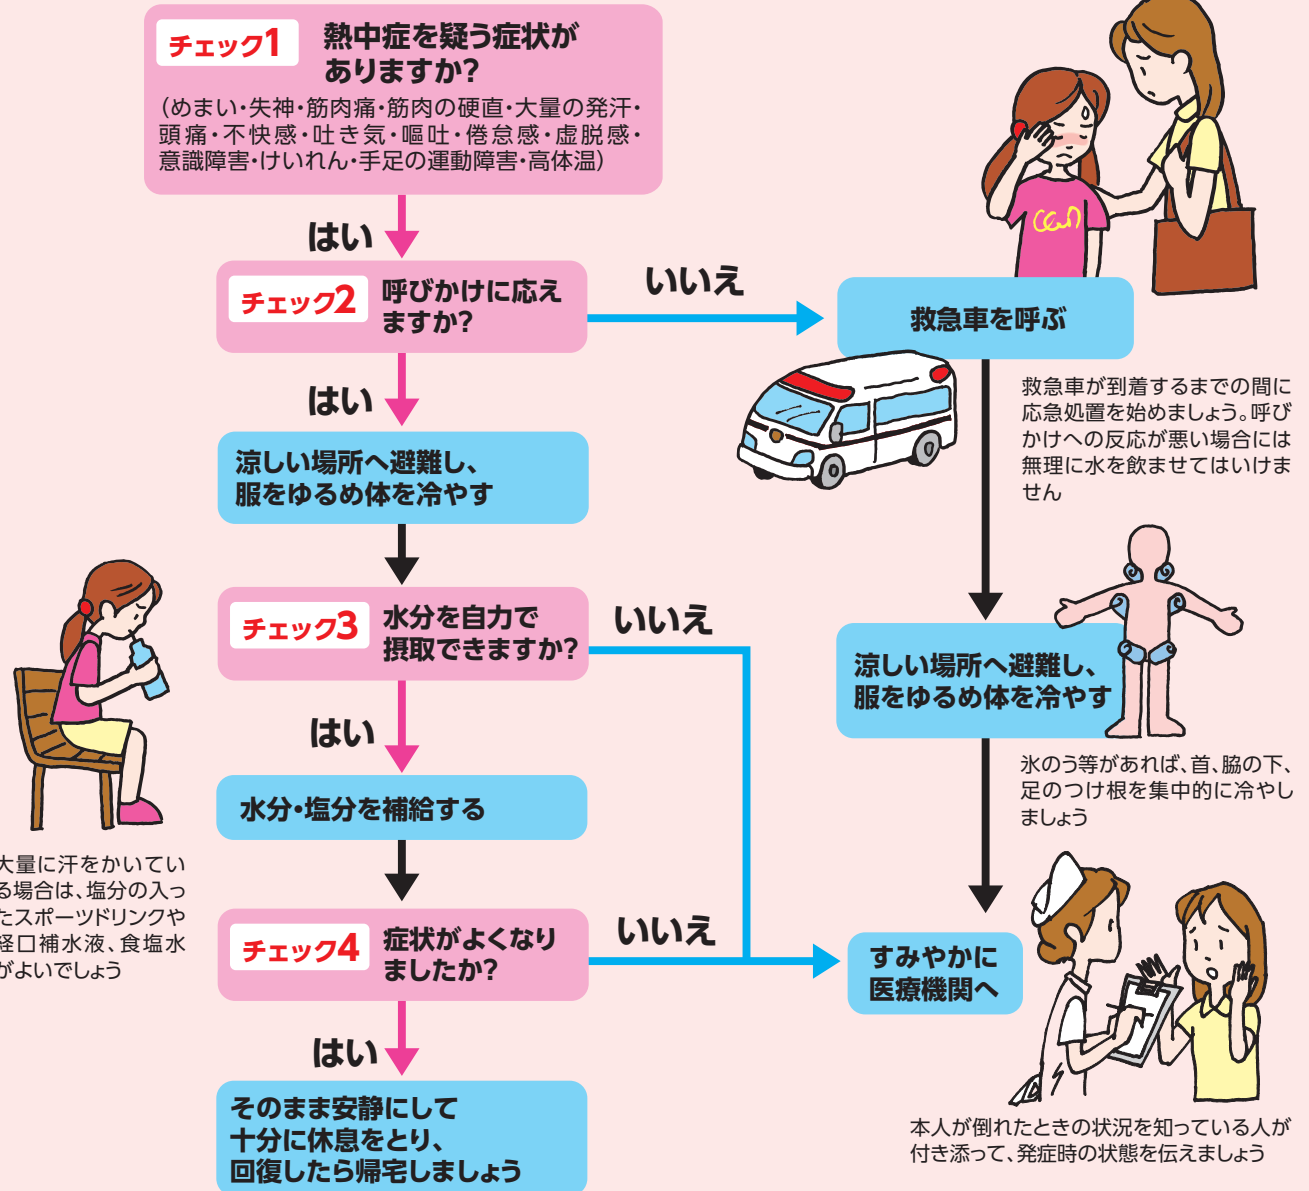 チェック1
熱中症を疑う症状が
ありますか?
(めまい・失神・筋肉痛・筋肉の硬直・大量の発汗・
頭痛・不快感・吐き気・嘔吐・倦怠感・虚脱感・
意識障害・けいれん・手足の運動障害・高体温)
はい
チェック2
呼びかけに応え
ますか?
いいえ
救急車を呼ぶ
救急車が到着するまでの間に
応急処置を始めましょう。呼び
かけへの反応が悪い場合には
無理に水を飲ませてはいけま
せん
はい
涼しい場所へ避難し、
服をゆるめ体を冷やす
チェック3
水分を自力で
摂取できますか?
いいえ
涼しい場所へ避難し、
服をゆるめ体を冷やす
氷のう等があれば、首、脇の下、
足のつけ根を集中的に冷やし
ましょう
はい
水分・塩分を補給する
大量に汗をかいてい
る場合は、塩分の入っ
たスポーツドリンクや
経口補水液、食塩水
がよいでしょう
チェック4
症状がよくなり
ましたか?
いいえ
すみやかに
医療機関へ
本人が倒れたときの状況を知っている人が
付き添って、発症時の状態を伝えましょう
はい
そのまま安静にして
十分に休息をとり、
回復したら帰宅しましょう